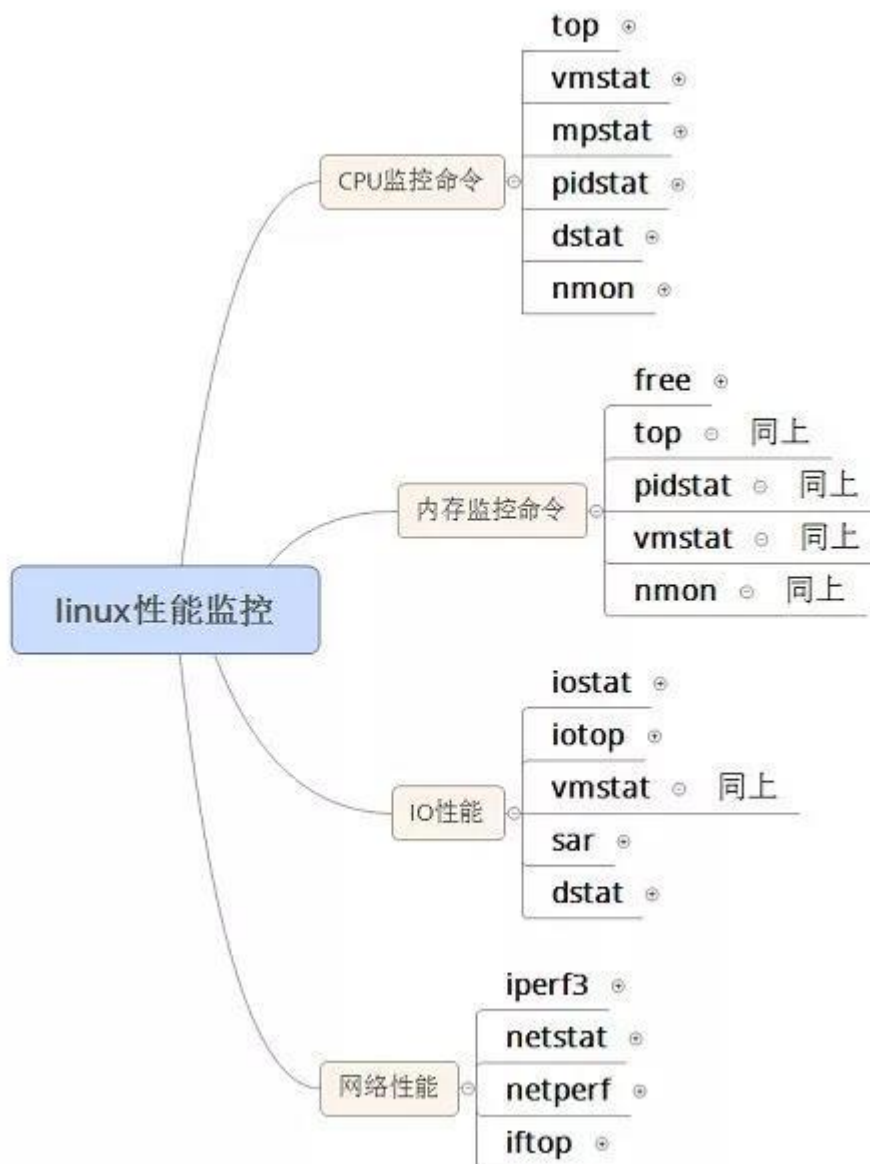 linux性能监控
CPU监控命令
top
vmstat
mpstat
pidstat
dstat
nmon
内存监控命令
free
top 同上
pidstat 同上
vmstat 同上
nmon 同上
IO性能
iostat
iotop
vmstat 同上
sar
dstat
网络性能
iperf3
netstat
netperf
iftop